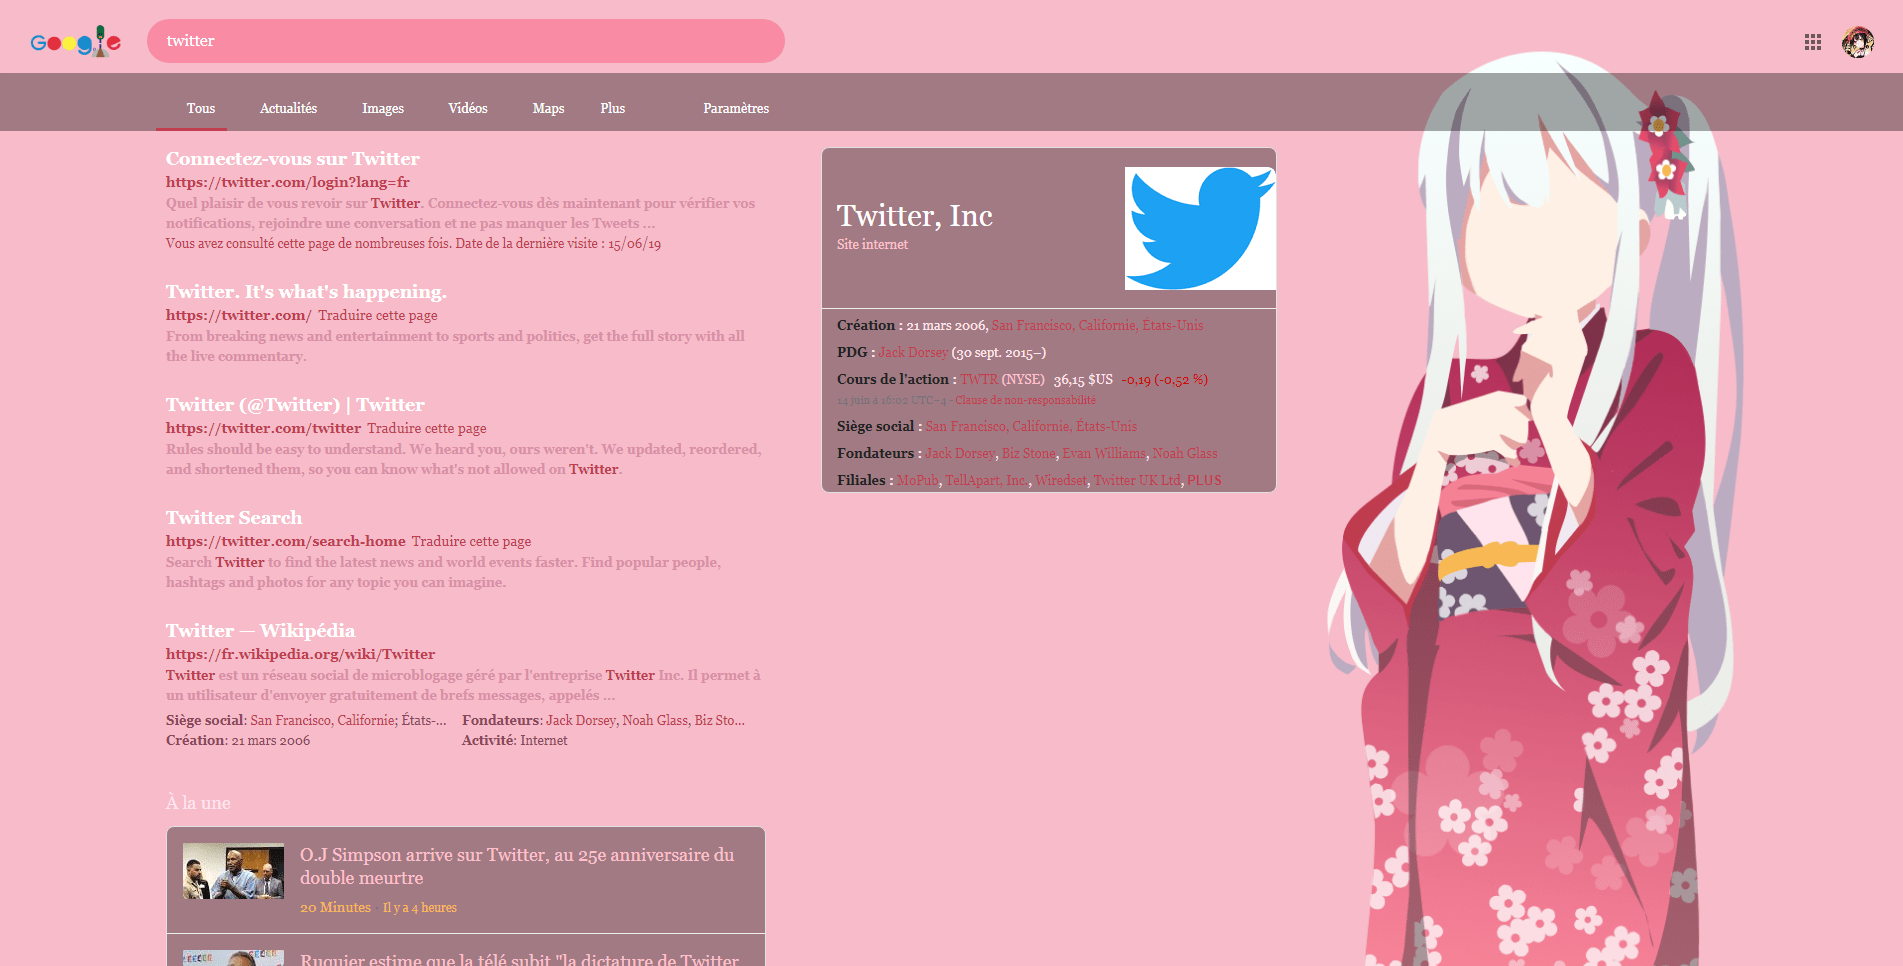 Google
twitter
Tous
Actualités
Images
Vidéos
Maps
Plus
Paramètres
Connectez-vous sur Twitter
https://twitter.com/login?lang=fr
Quel plaisir de vous revoir sur Twitter. Connectez-vous dès maintenant pour vérifier vos
notifications, rejoindre une conversation et ne pas manquer les Tweets ...
Vous avez consulté cette page de nombreuses fois. Date de la dernière visite : 15/06/19
Twitter. It's what's happening.
https://twitter.com/ Traduire cette page
From breaking news and entertainment to sports and politics, get the full story with all
the live commentary.
Twitter (@Twitter) | Twitter
https://twitter.com/twitter Traduire cette page
Rules should be easy to understand. We heard you, ours weren't. We updated, reordered,
and shortened them, so you can know what's not allowed on Twitter.
Twitter Search
https://twitter.com/search-home Traduire cette page
Search Twitter to find the latest news and world events faster. Find popular people,
hashtags and photos for any topic you can imagine.
Twitter — Wikipédia
https://fr.wikipedia.org/wiki/Twitter
Twitter est un réseau social de microblogage géré par l'entreprise Twitter Inc. Il permet à
un utilisateur d'envoyer gratuitement de brefs messages, appelés ...
Siège social: San Francisco, Californie; États-... Fondateurs: Jack Dorsey, Noah Glass, Biz Sto...
Création: 21 mars 2006 Activité: Internet
À la une
O.J Simpson arrive sur Twitter, au 25e anniversaire du
double meurtre
20 Minutes · Il y a 4 heures
Ruquier estime que la télé subit "la dictature de Twitter
Twitter, Inc
Site internet
Création : 21 mars 2006, San Francisco, Californie, États-Unis
PDG : Jack Dorsey (30 sept. 2015–)
Cours de l'action : TWTR (NYSE) 36,15 $US -0,19 (-0,52 %)
14 juin à 16:02 UTC−4 - Clause de non-responsabilité
Siège social : San Francisco, Californie, États-Unis
Fondateurs : Jack Dorsey, Biz Stone, Evan Williams, Noah Glass
Filiales : MoPub, TellApart, Inc., Wiredset, Twitter UK Ltd, PLUS